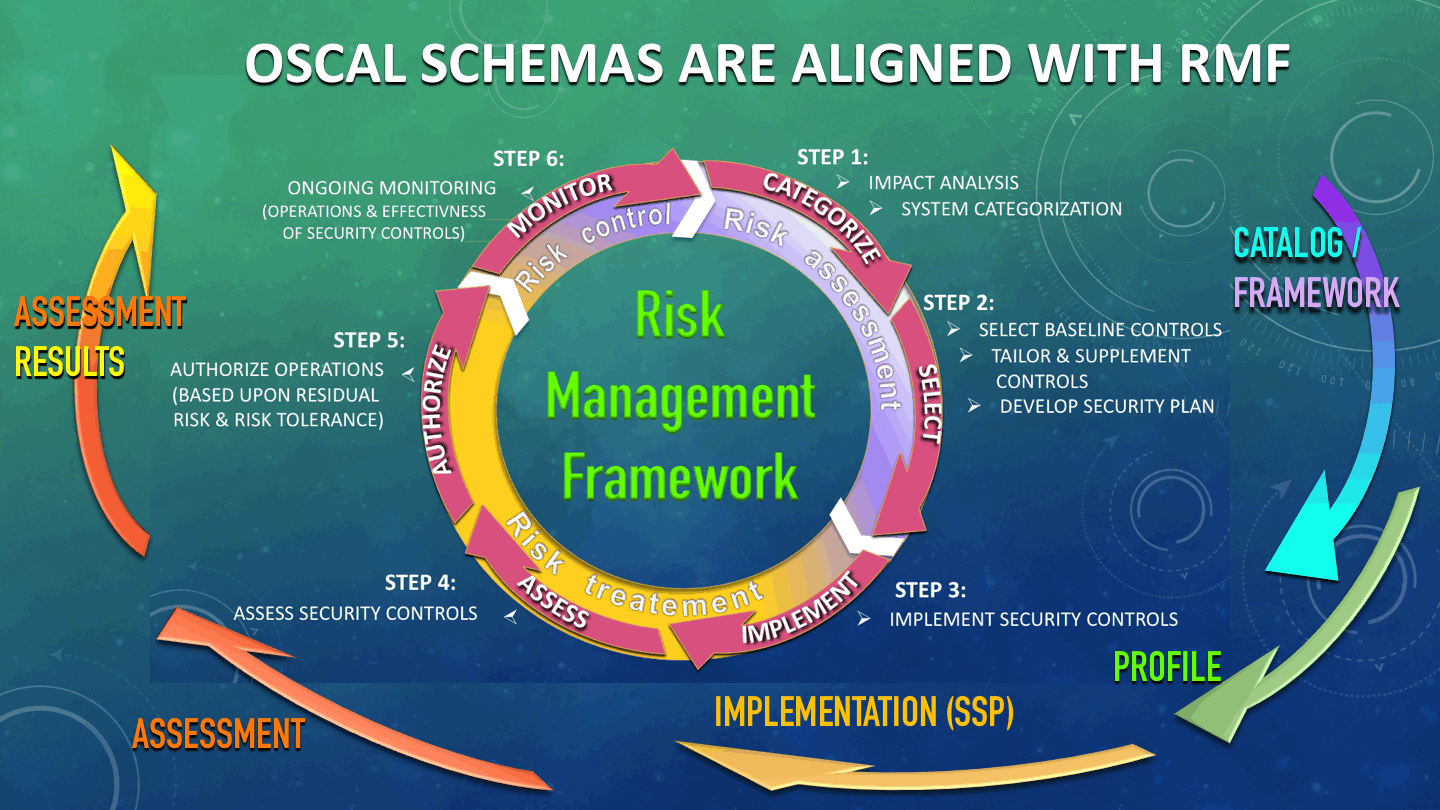 OSCAL SCHEMAS ARE ALIGNED WITH RMF
STEP 1:
IMPACT ANALYSIS
SYSTEM CATEGORIZATION
STEP 2:
SELECT BASELINE CONTROLS
TAILOR & SUPPLEMENT
CONTROLS
DEVELOP SECURITY PLAN
STEP 3:
IMPLEMENT SECURITY CONTROLS
STEP 4:
ASSESS SECURITY CONTROLS
STEP 5:
AUTHORIZE OPERATIONS
(BASED UPON RESIDUAL
RISK & RISK TOLERANCE)
STEP 6:
ONGOING MONITORING
(OPERATIONS & EFFECTIVNESS
OF SECURITY CONTROLS)
CATEGORIZE
SELECT
IMPLEMENT
ASSESS
AUTHORIZE
MONITOR
Risk assessment
Risk treatement
Risk control
Risk
Management
Framework
CATALOG /
FRAMEWORK
PROFILE
IMPLEMENTATION (SSP)
ASSESSMENT
ASSESSMENT
RESULTS